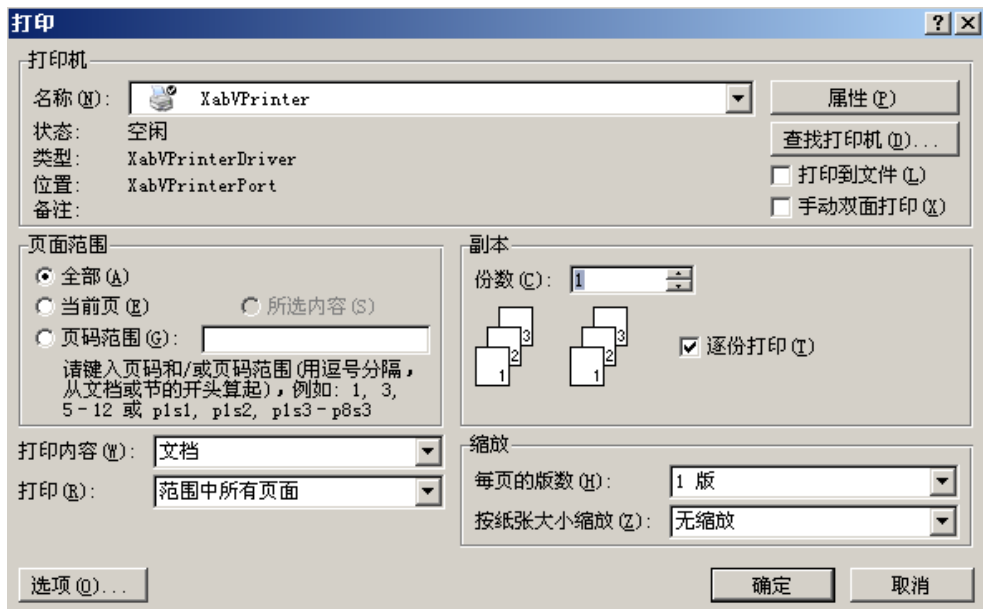 打印
打印机
名称(N): XabVPrinter
属性(P)
状态: 空闲
查找打印机(D)...
类型: XabVPrinterDriver
打印到文件(L)
位置: XabVPrinterPort
手动双面打印(X)
备注:
页面范围
全部(A)
当前页(E) 所选内容(S)
页码范围(G):
请键入页码和/或页码范围(用逗号分隔,
从文档或节的开头算起),例如: 1, 3,
5-12 或 p1s1, p1s2, p1s3-p8s3
副本
份数(C): 1
1 2 3 1 2 3
逐份打印(T)
打印内容(W): 文档
打印(R): 范围中所有页面
缩放
每页的版数(H): 1 版
按纸张大小缩放(Z): 无缩放
选项(O)...
确定 取消